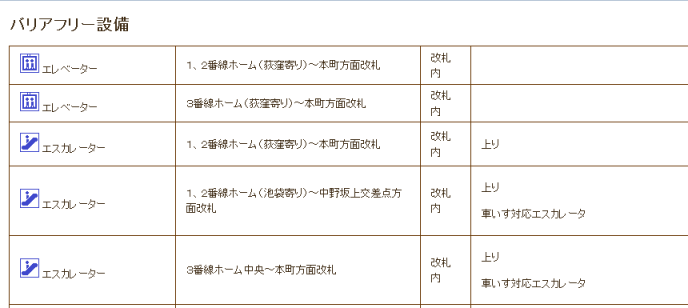 バリアフリー設備
エレベーター 1、2番線ホーム（荻窪寄り）～本町方面改札 改札
内
エレベーター 3番線ホーム（荻窪寄り）～本町方面改札 改札
内
エスカレーター 1、2番線ホーム（荻窪寄り）～本町方面改札 改札
内 上り
エスカレーター 1、2番線ホーム（池袋寄り）～中野坂上交差点方
面改札 改札
内 上り
車いす対応エスカレータ
エスカレーター 3番線ホーム中央～本町方面改札 改札
内 上り
車いす対応エスカレータ